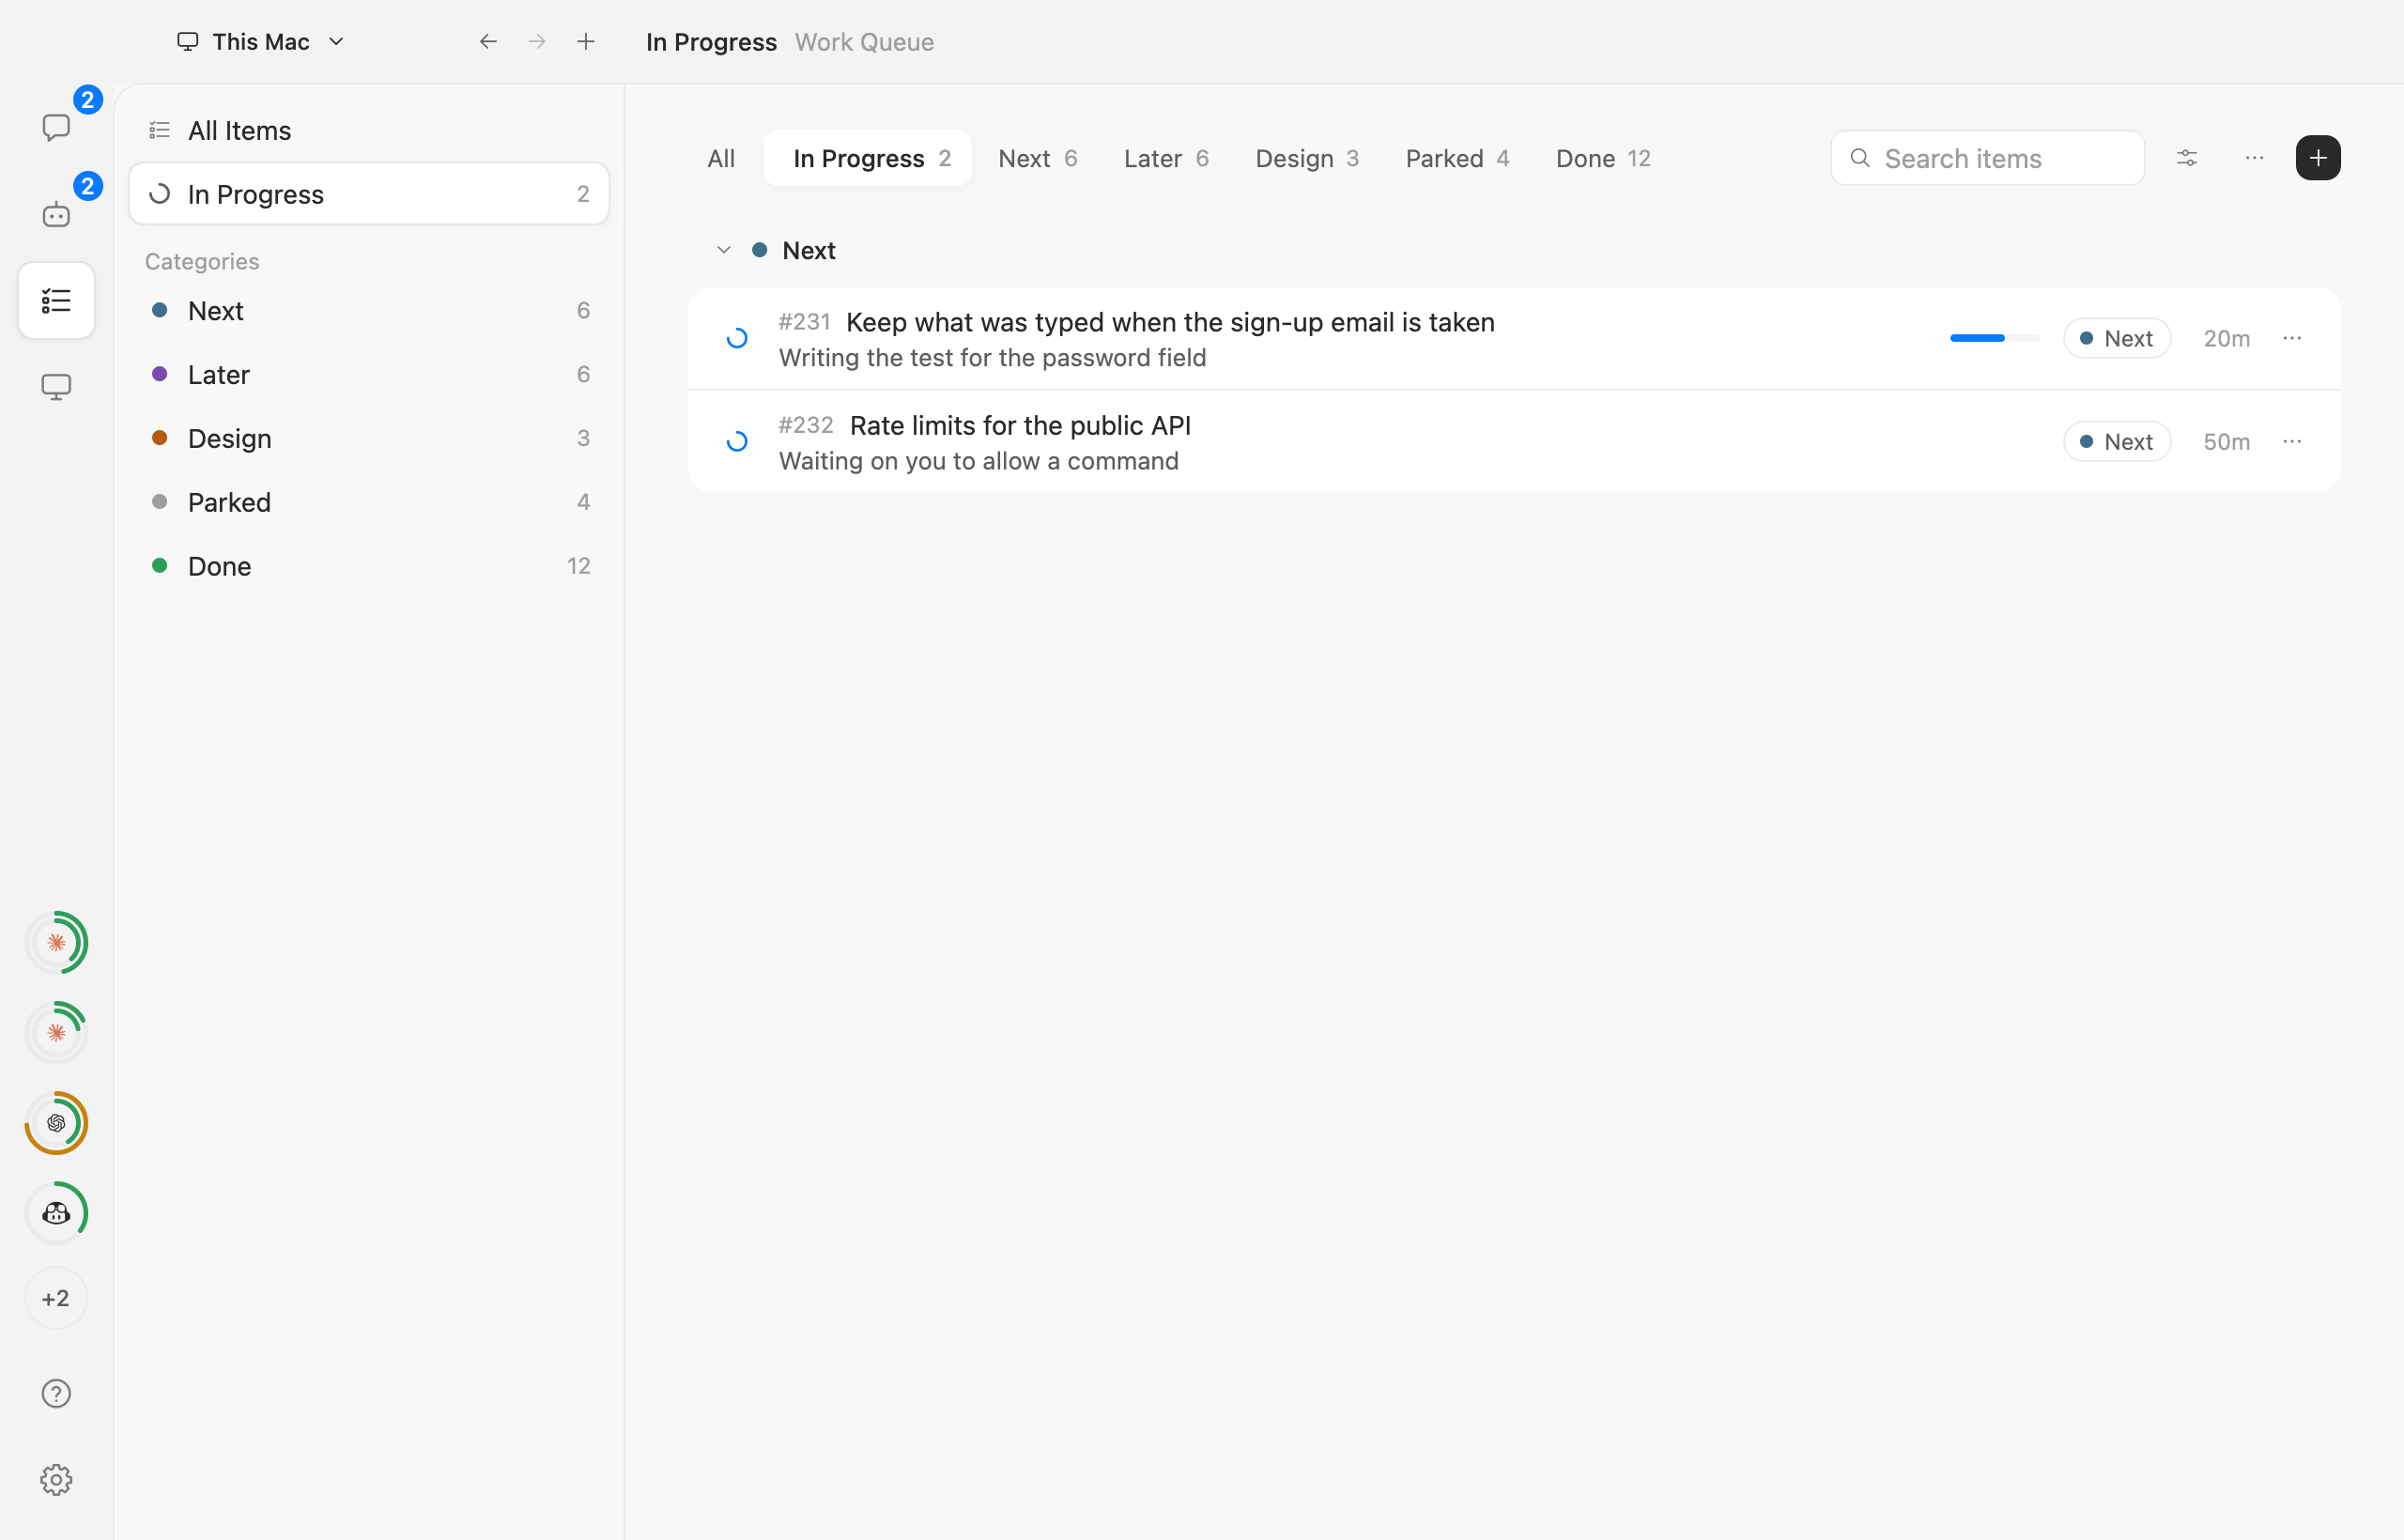 This Mac
In Progress Work Queue
2
2
All Items
In Progress 2
Categories
Next 6
Later 6
Design 3
Parked 4
Done 12
+2
All In Progress 2 Next 6 Later 6 Design 3 Parked 4 Done 12 Search items
Next
#231 Keep what was typed when the sign-up email is taken
Writing the test for the password field
Next 20m
#232 Rate limits for the public API
Waiting on you to allow a command
Next 50m